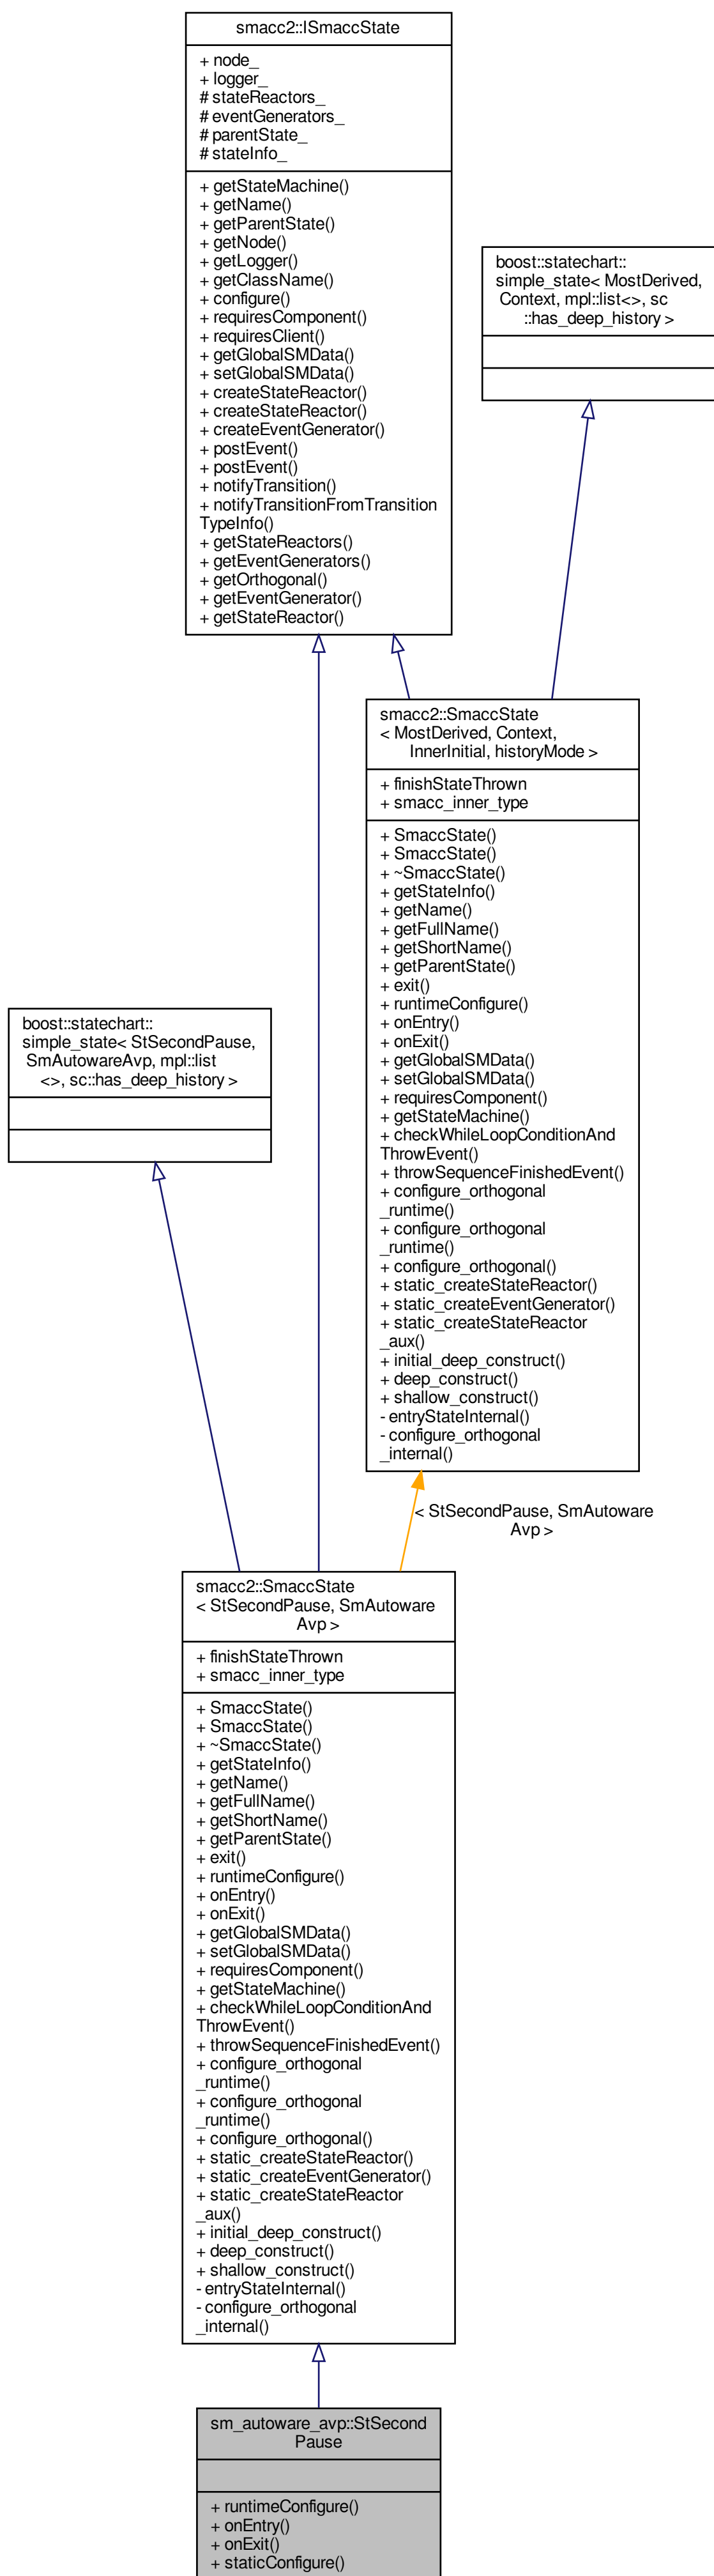 smacc2::ISmaccState
+ node_
+ logger_
# stateReactors_
# eventGenerators_
# parentState_
# stateInfo_
+ getStateMachine()
+ getName()
+ getParentState()
+ getNode()
+ getLogger()
+ getClassName()
+ configure()
+ requiresComponent()
+ requiresClient()
+ getGlobalSMData()
+ setGlobalSMData()
+ createStateReactor()
+ createStateReactor()
+ createEventGenerator()
+ postEvent()
+ postEvent()
+ notifyTransition()
+ notifyTransitionFromTransition
TypeInfo()
+ getStateReactors()
+ getEventGenerators()
+ getOrthogonal()
+ getEventGenerator()
+ getStateReactor()
boost::statechart::
simple_state< MostDerived,
Context, mpl::list<>, sc
::has_deep_history >
smacc2::SmaccState
< MostDerived, Context,
InnerInitial, historyMode >
+ finishStateThrown
+ smacc_inner_type
+ SmaccState()
+ SmaccState()
+ ~SmaccState()
+ getStateInfo()
+ getName()
+ getFullName()
+ getShortName()
+ getParentState()
+ exit()
+ runtimeConfigure()
+ onEntry()
+ onExit()
+ getGlobalSMData()
+ setGlobalSMData()
+ requiresComponent()
+ getStateMachine()
+ checkWhileLoopConditionAnd
ThrowEvent()
+ throwSequenceFinishedEvent()
+ configure_orthogonal
_runtime()
+ configure_orthogonal
_runtime()
+ configure_orthogonal()
+ static_createStateReactor()
+ static_createEventGenerator()
+ static_createStateReactor
_aux()
+ initial_deep_construct()
+ deep_construct()
+ shallow_construct()
- entryStateInternal()
- configure_orthogonal
_internal()
boost::statechart::
simple_state< StSecondPause,
SmAutowareAvp, mpl::list
<>, sc::has_deep_history >
< StSecondPause, SmAutoware
Avp >
smacc2::SmaccState
< StSecondPause, SmAutoware
Avp >
+ finishStateThrown
+ smacc_inner_type
+ SmaccState()
+ SmaccState()
+ ~SmaccState()
+ getStateInfo()
+ getName()
+ getFullName()
+ getShortName()
+ getParentState()
+ exit()
+ runtimeConfigure()
+ onEntry()
+ onExit()
+ getGlobalSMData()
+ setGlobalSMData()
+ requiresComponent()
+ getStateMachine()
+ checkWhileLoopConditionAnd
ThrowEvent()
+ throwSequenceFinishedEvent()
+ configure_orthogonal
_runtime()
+ configure_orthogonal
_runtime()
+ configure_orthogonal()
+ static_createStateReactor()
+ static_createEventGenerator()
+ static_createStateReactor
_aux()
+ initial_deep_construct()
+ deep_construct()
+ shallow_construct()
- entryStateInternal()
- configure_orthogonal
_internal()
sm_autoware_avp::StSecond
Pause
+ runtimeConfigure()
+ onEntry()
+ onExit()
+ staticConfigure()